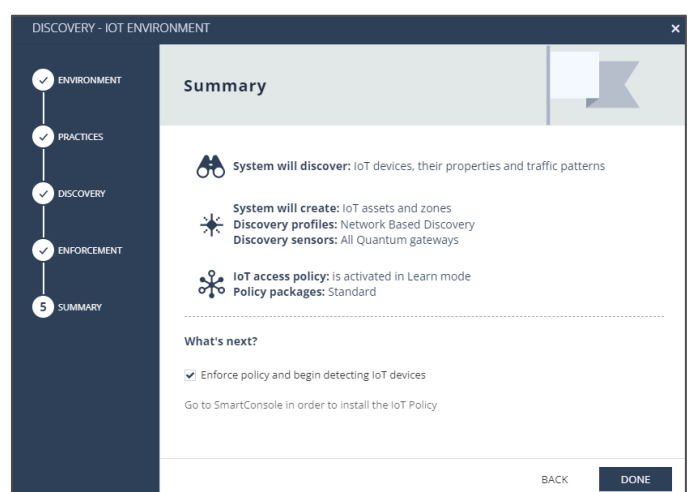 DISCOVERY - IOT ENVIRONMENT
×
ENVIRONMENT
PRACTICES
DISCOVERY
ENFORCEMENT
5 SUMMARY
Summary
System will discover: IoT devices, their properties and traffic patterns
System will create: IoT assets and zones
Discovery profiles: Network Based Discovery
Discovery sensors: All Quantum gateways
IoT access policy: is activated in Learn mode
Policy packages: Standard
What's next?
Enforce policy and begin detecting IoT devices
Go to SmartConsole in order to install the IoT Policy
BACK DONE